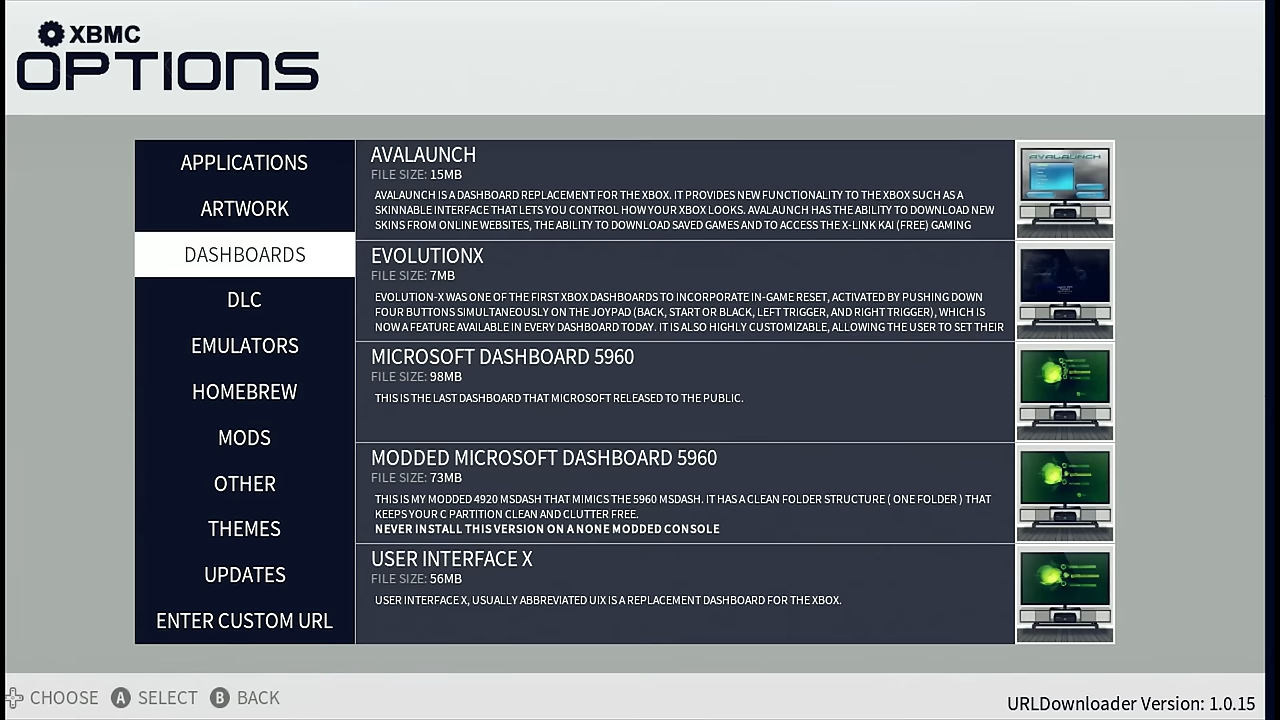 XBMC
OPTIONS
APPLICATIONS
ARTWORK
DASHBOARDS
DLC
EMULATORS
HOMEBREW
MODS
OTHER
THEMES
UPDATES
ENTER CUSTOM URL
AVALAUNCH
FILE SIZE: 15MB
AVALAUNCH IS A DASHBOARD REPLACEMENT FOR THE XBOX. IT PROVIDES NEW FUNCTIONALITY TO THE XBOX SUCH AS A
SKINNABLE INTERFACE THAT LETS YOU CONTROL HOW YOUR XBOX LOOKS. AVALAUNCH HAS THE ABILITY TO DOWNLOAD NEW
SKINS FROM ONLINE WEBSITES, THE ABILITY TO DOWNLOAD SAVED GAMES AND TO ACCESS THE X-LINK KAI (FREE) GAMING
AVALAUNCH
EVOLUTIONX
FILE SIZE: 7MB
EVOLUTION-X WAS ONE OF THE FIRST XBOX DASHBOARDS TO INCORPORATE IN-GAME RESET, ACTIVATED BY PUSHING DOWN
FOUR BUTTONS SIMULTANEOUSLY ON THE JOYPAD (BACK, START OR BLACK, LEFT TRIGGER, AND RIGHT TRIGGER), WHICH IS
NOW A FEATURE AVAILABLE IN EVERY DASHBOARD TODAY. IT IS ALSO HIGHLY CUSTOMIZABLE, ALLOWING THE USER TO SET THEIR
MICROSOFT DASHBOARD 5960
FILE SIZE: 98MB
THIS IS THE LAST DASHBOARD THAT MICROSOFT RELEASED TO THE PUBLIC.
MODDED MICROSOFT DASHBOARD 5960
FILE SIZE: 73MB
THIS IS MY MODDED 4920 MSDASH THAT MIMICS THE 5960 MSDASH. IT HAS A CLEAN FOLDER STRUCTURE ( ONE FOLDER ) THAT
KEEPS YOUR C PARTITION CLEAN AND CLUTTER FREE.
NEVER INSTALL THIS VERSION ON A NONE MODDED CONSOLE
USER INTERFACE X
FILE SIZE: 56MB
USER INTERFACE X, USUALLY ABBREVIATED UIX IS A REPLACEMENT DASHBOARD FOR THE XBOX.
CHOOSE A SELECT B BACK
URLDownloader Version: 1.0.15